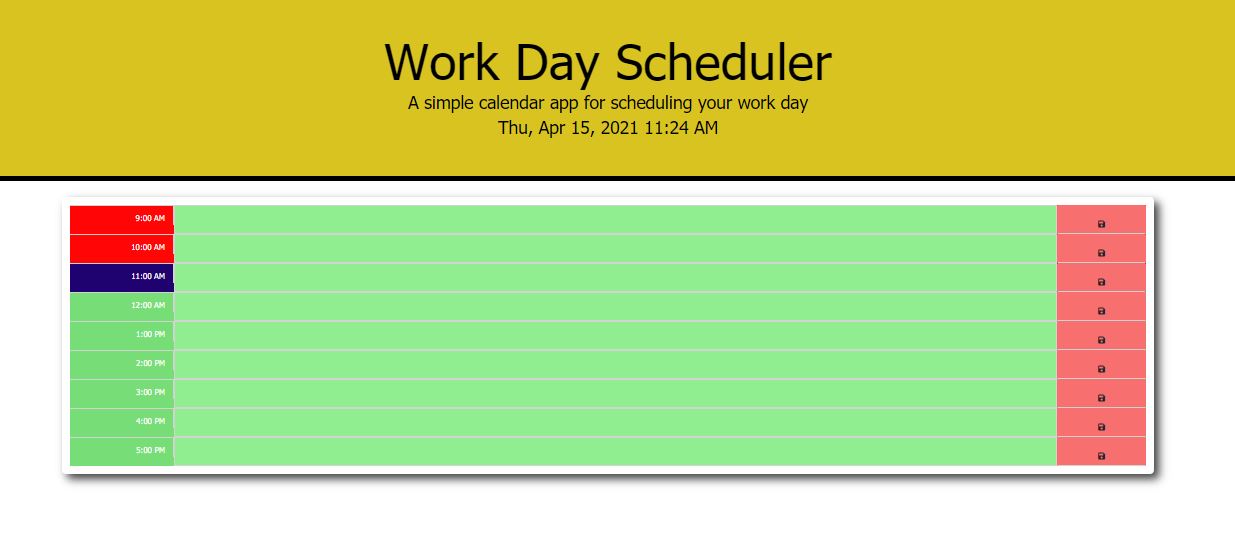 Work Day Scheduler
A simple calendar app for scheduling your work day
Thu, Apr 15, 2021 11:24 AM
9:00 AM
10:00 AM
11:00 AM
12:00 AM
1:00 PM
2:00 PM
3:00 PM
4:00 PM
5:00 PM